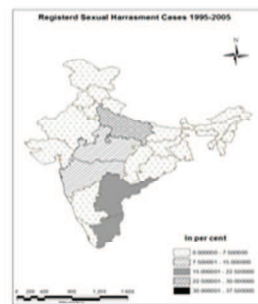 Registerd Sexual Harrasment Cases 1995-2005
N
In per cent
0.000000 - 7.500000
7.500001 - 15.000000
15.000001 - 22.500000
22.500001 - 30.000000
30.000001 - 37.500000